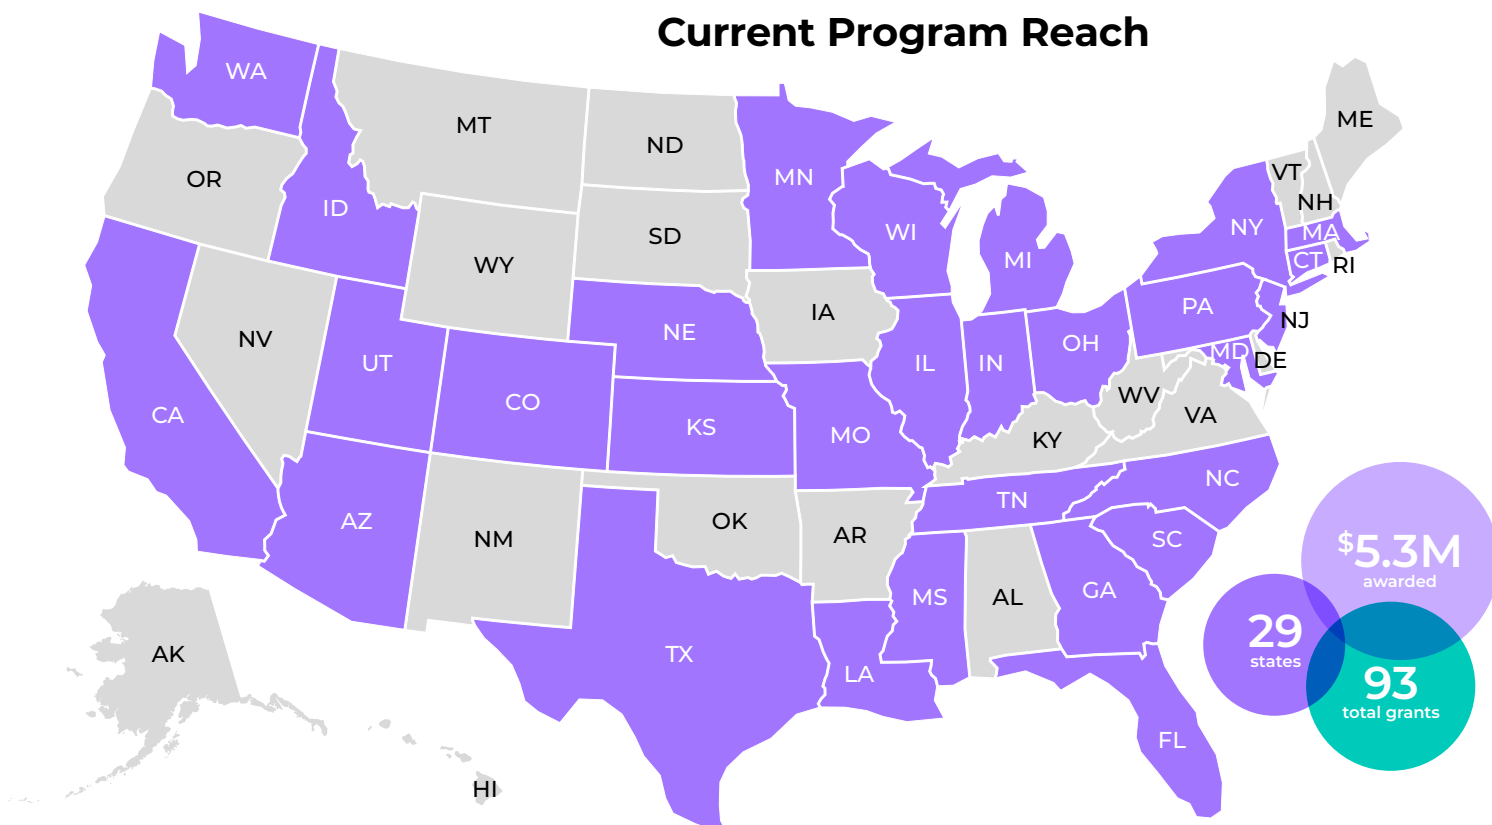 Current Program Reach
WA
MT
ND
MN
ME
OR
ID
SD
WI
VT
NH
NY
MA
WY
MI
CT
RI
IA
PA
NJ
NV
UT
NE
IL
IN
OH
MD
DE
CA
CO
KS
MO
WV
VA
KY
NC
AZ
NM
OK
AR
TN
SC
MS
AL
GA
TX
LA
FL
AK
HI
$5.3M
awarded
29
states
93
total grants